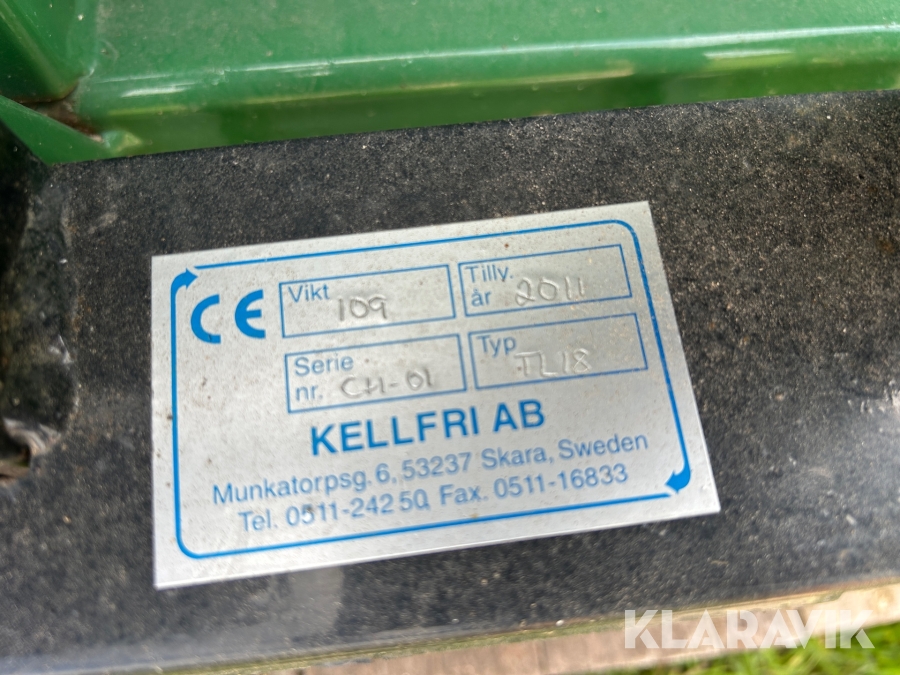 CE
Vikt 109
Tilly. år 2011
Serie nr. CH-01
Typ TL18
KELLFRI AB
Munkatorpsg. 6, 53237 Skara, Sweden
Tel. 0511-242 50, Fax. 0511-16833
KLARAVIK